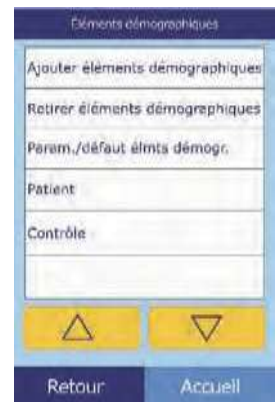 Éléments démographiques
Ajouter éléments démographiques
Retirer éléments démographiques
Param./défaut élmts démogr.
Patient
Contrôle
Retour
Accueil